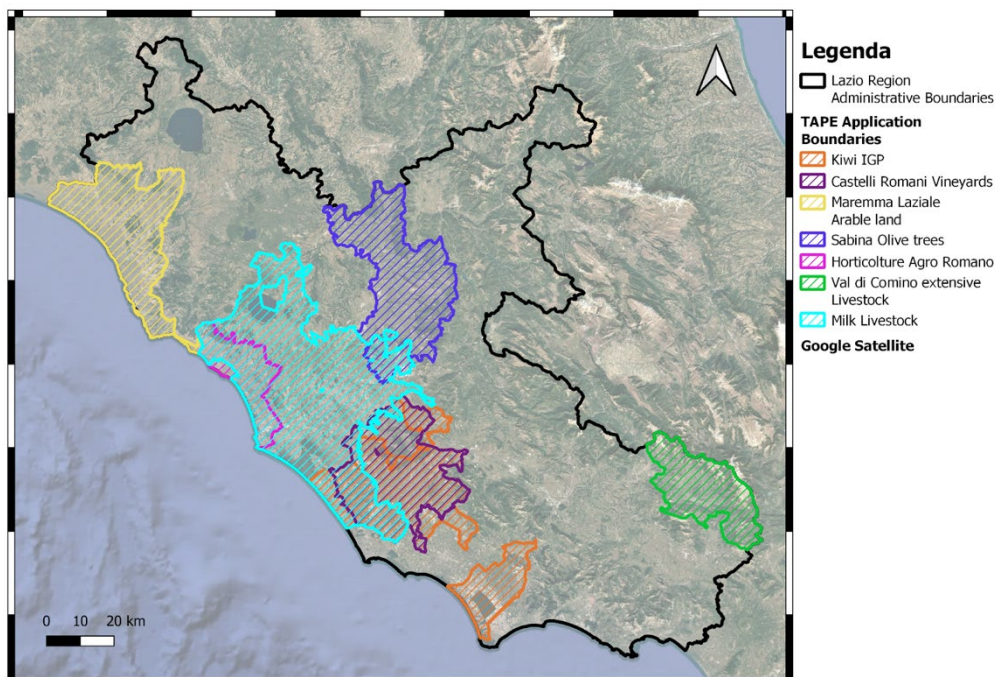 Legenda
Lazio Region
Administrative Boundaries
TAPE Application
Boundaries
Kiwi IGP
Castelli Romani Vineyards
Maremma Laziale
Arable land
Sabina Olive trees
Horticulture Agro Romano
Val di Comino extensive
Livestock
Milk Livestock
Google Satellite
0 10 20 km